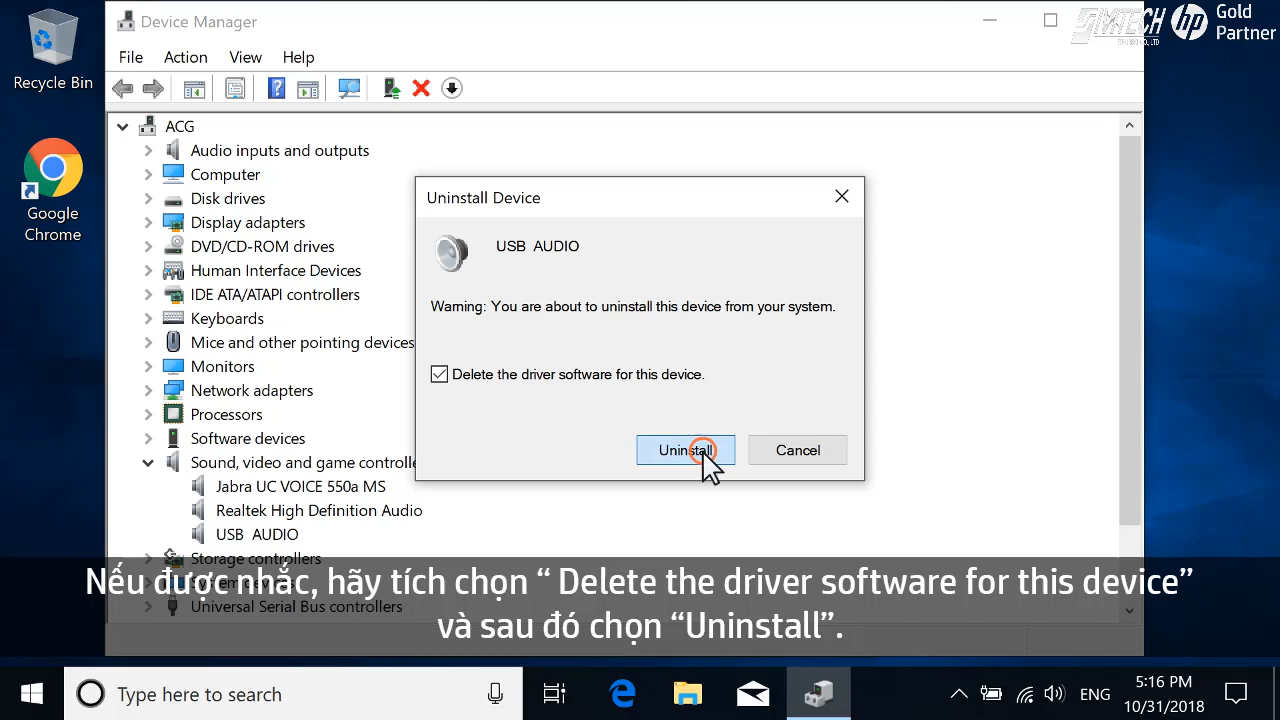 Recycle Bin
Google
Chrome
Device Manager
SIMTECH
hp
Gold
Partner
File Action View Help
ACG
Audio inputs and outputs
Computer
Disk drives
Display adapters
DVD/CD-ROM drives
Human Interface Devices
IDE ATA/ATAPI controllers
Keyboards
Mice and other pointing devices
Monitors
Network adapters
Processors
Software devices
Sound, video and game controlle
Jabra UC VOICE 550a MS
Realtek High Definition Audio
USB AUDIO
Storage controllers
Universal Serial Bus controllers
Uninstall Device
USB AUDIO
Warning: You are about to uninstall this device from your system.
Delete the driver software for this device.
Uninstall
Cancel
Nếu được nhắc, hãy tích chọn “ Delete the driver software for this device”
và sau đó chọn “Uninstall”.
Type here to search
ENG
5:16 PM
10/31/2018